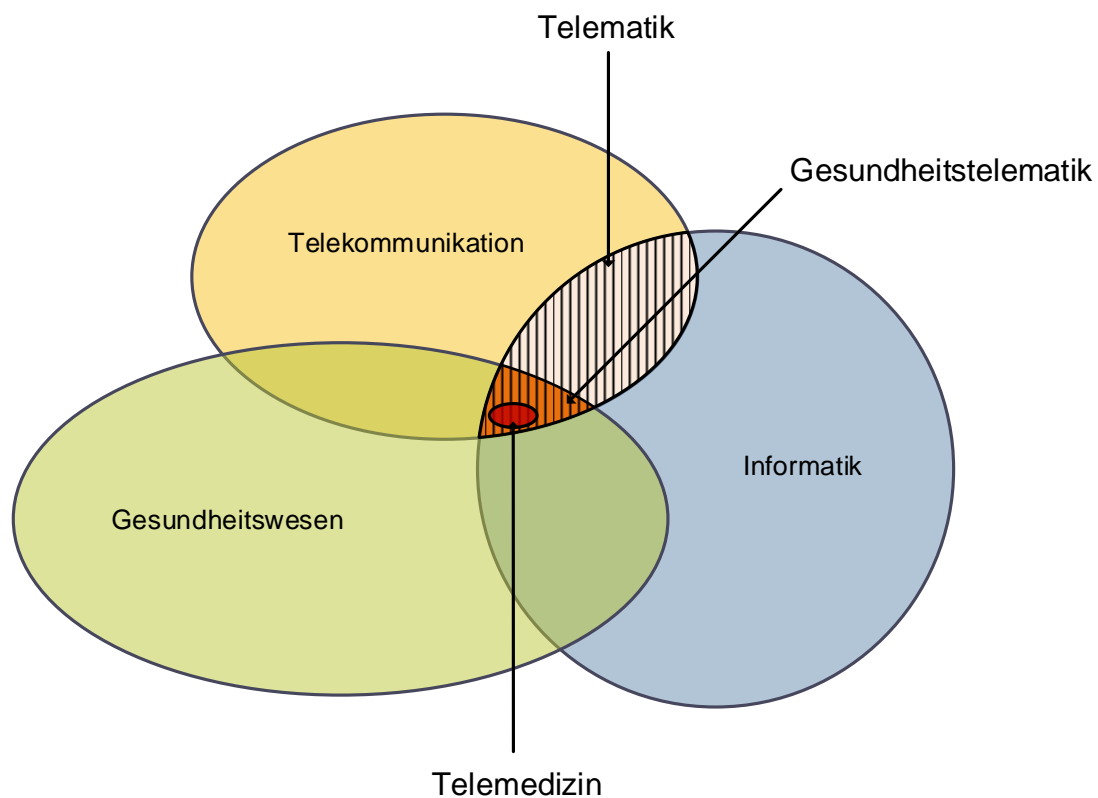 Telematik
Gesundheitstelematik
Telekommunikation
Informatik
Gesundheitswesen
Telemedizin